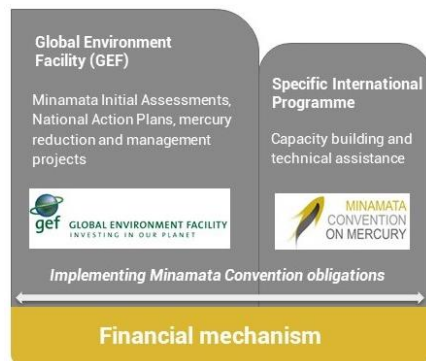 Global Environment
Facility (GEF)
Minamata Initial Assessments,
National Action Plans, mercury
reduction and management
projects
gef
GLOBAL ENVIRONMENT FACILITY
INVESTING IN OUR PLANET
Specific International
Programme
Capacity building and
technical assistance
MINAMATA
CONVENTION
ON MERCURY
Implementing Minamata Convention obligations
Financial mechanism